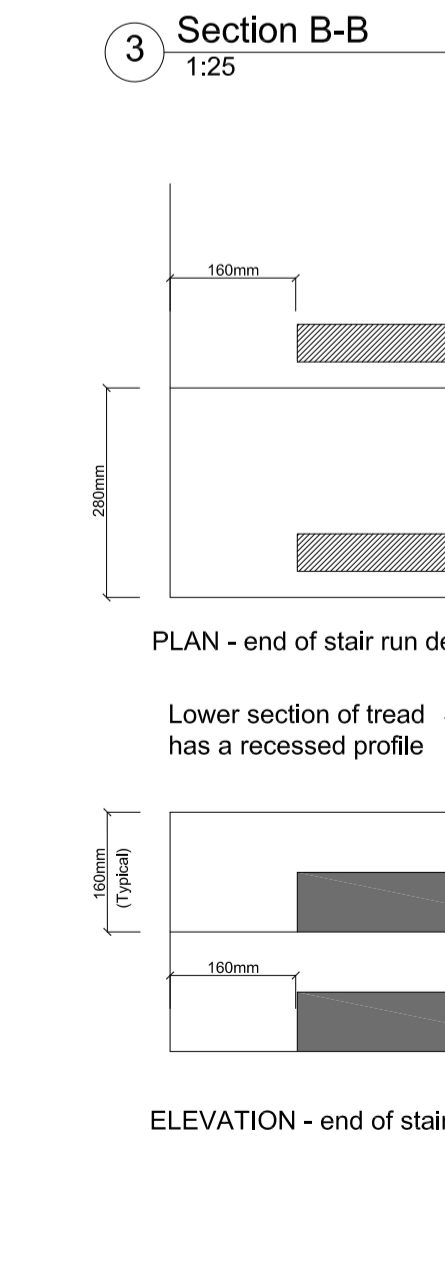 3
Section B-B
1:25
160mm
280mm
PLAN - end of stair run
Lower section of tread
has a recessed profile
160mm
(Typical)
160mm
ELEVATION - end of